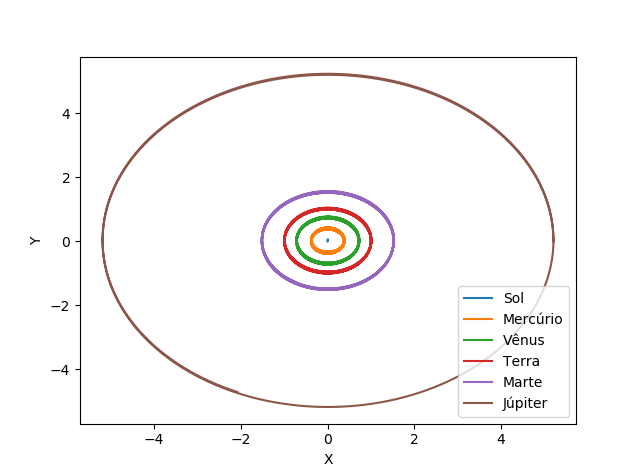 4
2
0
−2
−4
Y
−4
−2
0
2
4
X
Sol
Mercúrio
Vênus
Terra
Marte
Júpiter